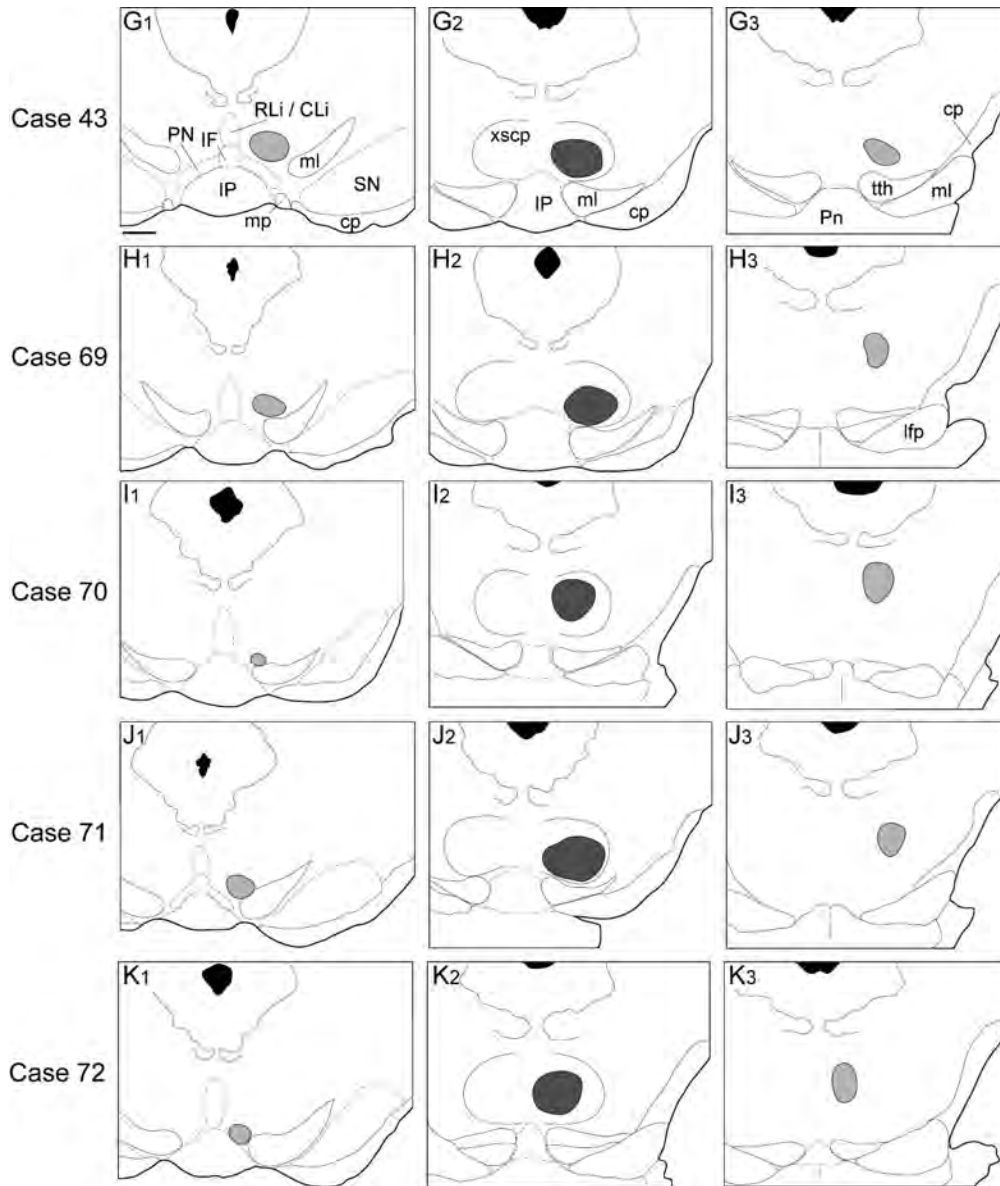 G1
G2
G3
Case 43
RLi / CLi
PN
IF
ml
IP
SN
mp
cp
xscp
IP
ml
cp
cp
tth
ml
Pn
H1
H2
H3
Case 69
lfp
I1
I2
I3
Case 70
J1
J2
J3
Case 71
K1
K2
K3
Case 72